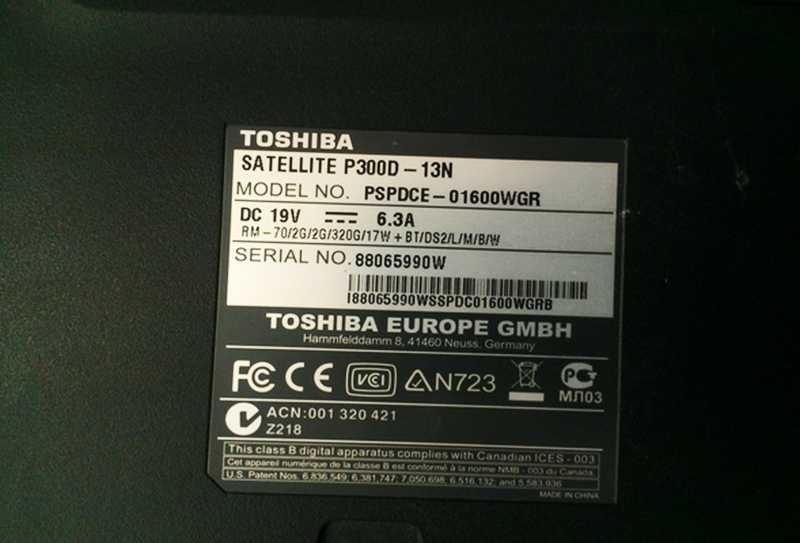 TOSHIBA
SATELLITE P300D-13N
MODEL NO. PSPDCE-01600WGR
DC 19V 6.3A
RM-70/2G/2G/320G/17W+BT/DS2/L/M/B/W
SERIAL NO. 88065990W
I88065990WSSPDC01600WGRB
TOSHIBA EUROPE GMBH
Hammfelddamm 8, 41460 Neuss, Germany
FC CE VCI N723 PG
МЛ03
ACN:001 320 421
Z218
This class B digital apparatus complies with Canadian ICES - 003
Cet appareil numérique de la classe B est conformé à la norme NMB - 003 du Canada.
U.S. Patent Nos. 6,836,549; 6,381,747; 7,050,698; 6,516,132; and 5,583,936
MADE IN CHINA